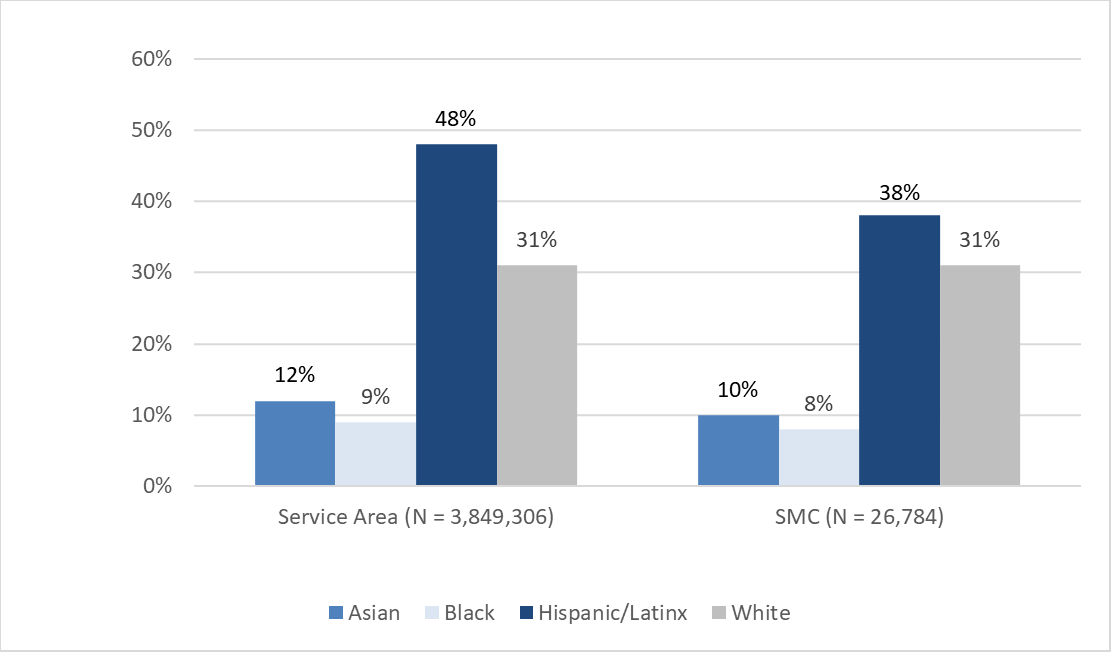 60%
50%
40%
30%
20%
10%
0%
12%
9%
48%
31%
10%
8%
38%
31%
Service Area (N = 3,849,306)
SMC (N = 26,784)
Asian
Black
Hispanic/Latinx
White